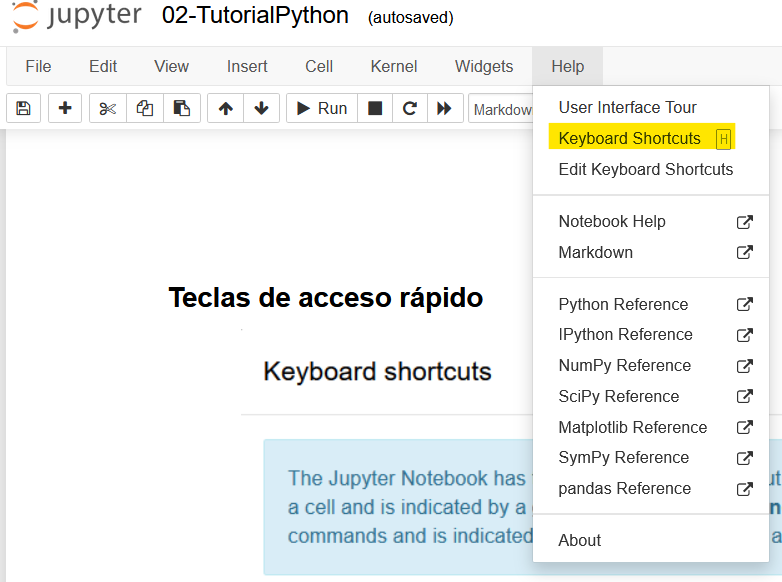 jupyter 02-TutorialPython (autosaved)
File Edit View Insert Cell Kernel Widgets Help
Run Markdow
User Interface Tour
Keyboard Shortcuts H
Edit Keyboard Shortcuts
Notebook Help
Markdown
Python Reference
IPython Reference
NumPy Reference
SciPy Reference
Matplotlib Reference
SymPy Reference
pandas Reference
About
Teclas de acceso rápido
Keyboard shortcuts
The Jupyter Notebook has
a cell and is indicated by a
commands and is indicated